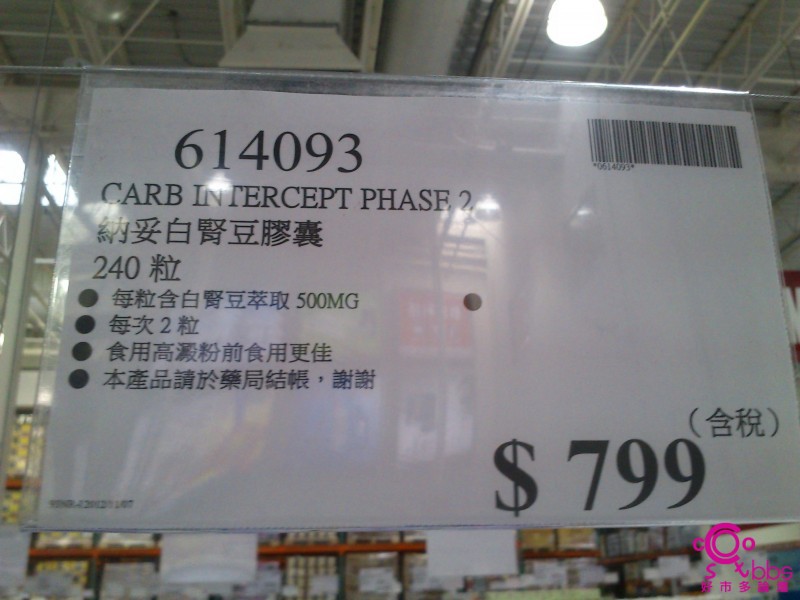 614093
*0614093*
CARB INTERCEPT PHASE 2
納妥白腎豆膠囊
240 粒
● 每粒含白腎豆萃取 500MG
● 每次 2 粒
● 食用高澱粉前食用更佳
● 本產品請於藥局結帳，謝謝
（含稅）
$ 799